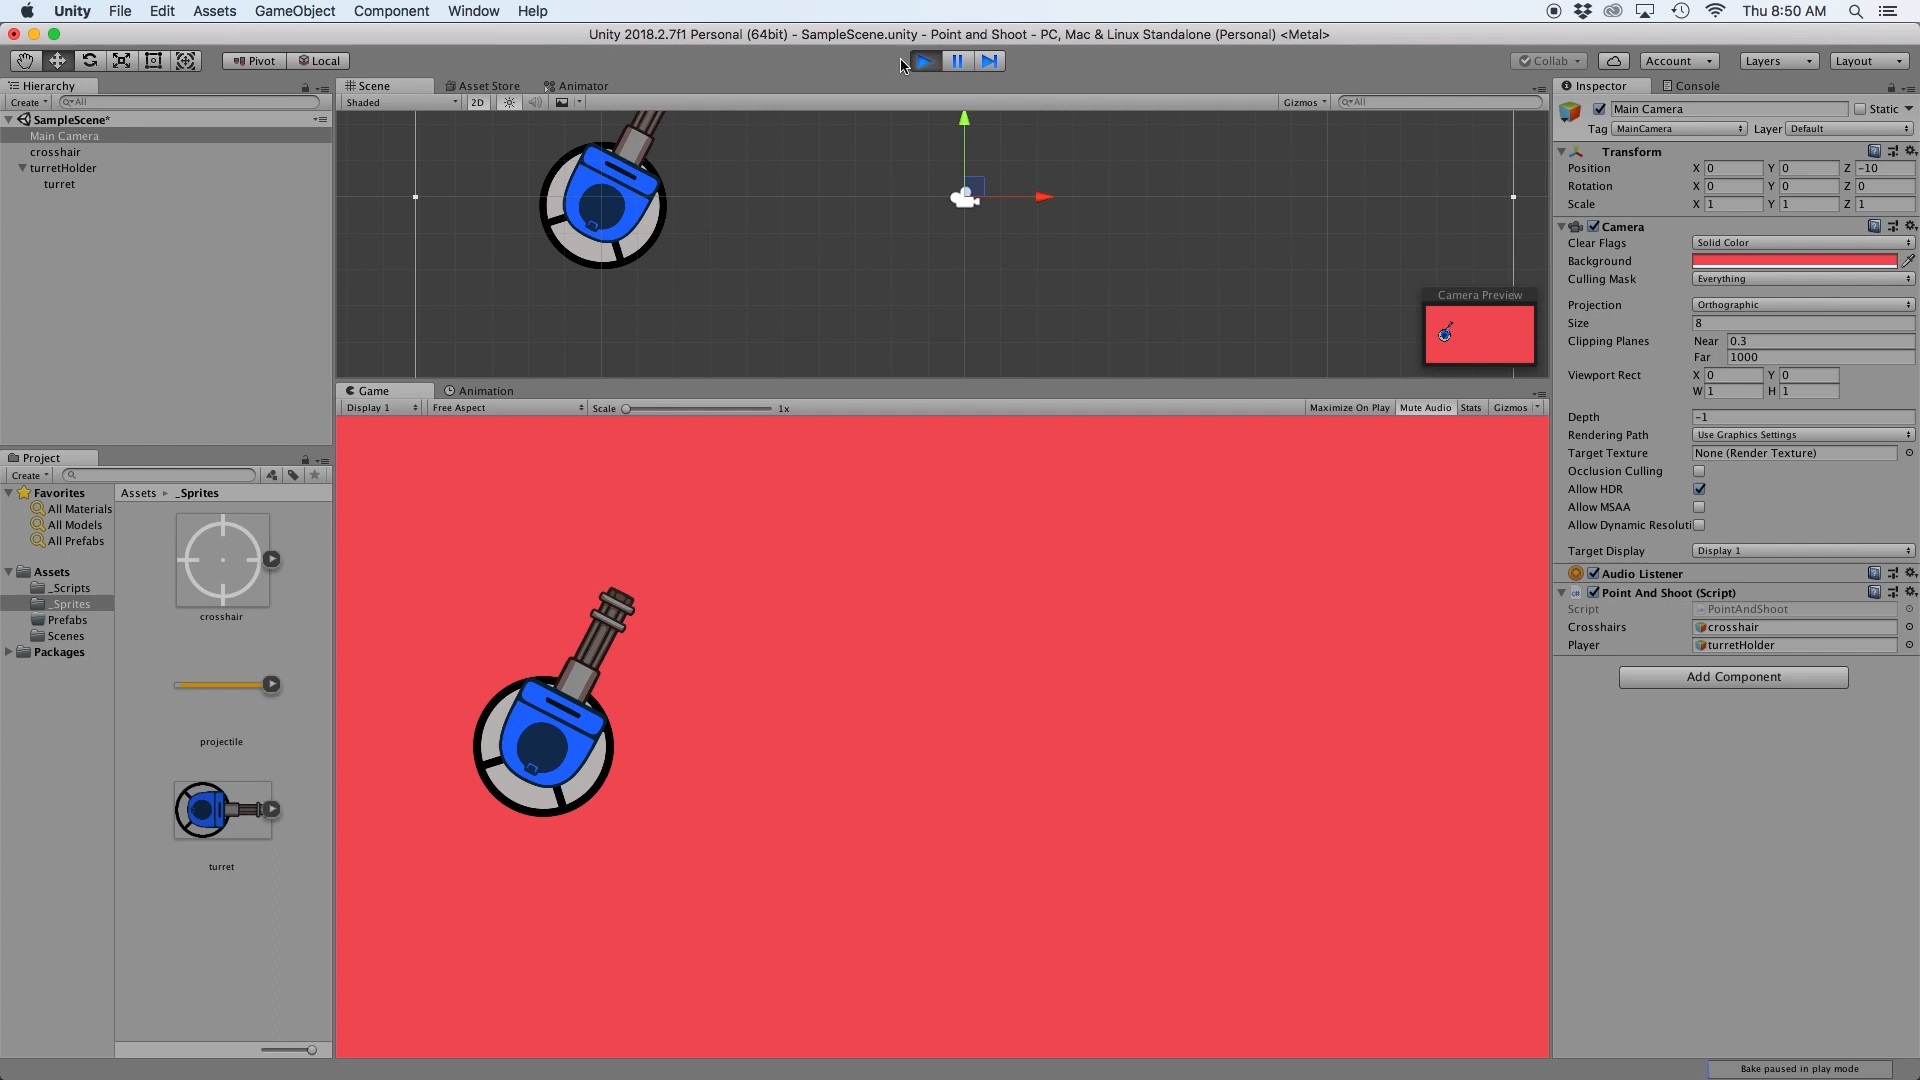 Unity File Edit Assets GameObject Component Window Help Thu 8:50 AM
Unity 2018.2.7f1 Personal (64bit) - SampleScene.unity - Point and Shoot - PC, Mac & Linux Standalone (Personal) <Metal>
Pivot Local Collab Account Layers Layout
Hierarchy
Create All
SampleScene*
Main Camera
crosshair
turretHolder
turret
Scene Asset Store Animator
Shaded 2D Gizmos All
Camera Preview
Game Animation
Display 1 Free Aspect Scale 1x Maximize On Play Mute Audio Stats Gizmos
Project
Create
Favorites
All Materials
All Models
All Prefabs
Assets
_Scripts
_Sprites
Prefabs
Scenes
Packages
Assets _Sprites
crosshair
projectile
turret
Inspector Console
Main Camera Static
Tag MainCamera Layer Default
Transform
Position X 0 Y 0 Z -10
Rotation X 0 Y 0 Z 0
Scale X 1 Y 1 Z 1
Camera
Clear Flags Solid Color
Background
Culling Mask Everything
Projection Orthographic
Size 8
Clipping Planes Near 0.3
Far 1000
Viewport Rect X 0 Y 0
W 1 H 1
Depth -1
Rendering Path Use Graphics Settings
Target Texture None (Render Texture)
Occlusion Culling
Allow HDR
Allow MSAA
Allow Dynamic Resoluti
Target Display Display 1
Audio Listener
Point And Shoot (Script)
Script PointAndShoot
Crosshairs crosshair
Player turretHolder
Add Component
Bake paused in play mode